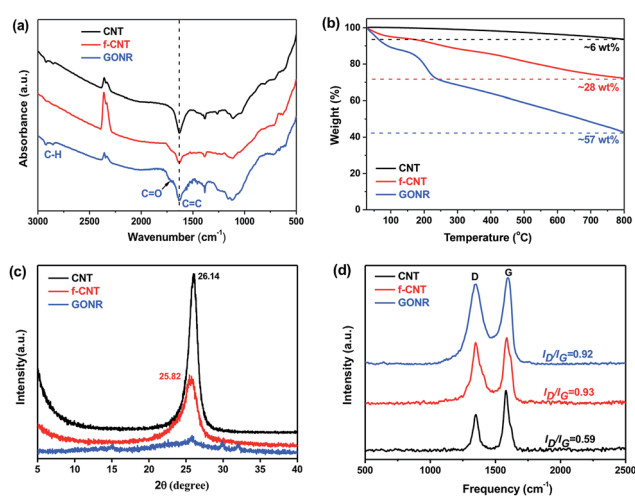 (a)
CNT
f-CNT
GONR
C-H
C=O
C=C
Absorbance (a.u.)
3000 2500 2000 1500 1000 500
Wavenumber (cm⁻¹)
(b)
100
80
60
40
20
0
~6 wt%
~28 wt%
~57 wt%
CNT
f-CNT
GONR
Weight (%)
100 200 300 400 500 600 700 800
Temperature (°C)
(c)
CNT
f-CNT
GONR
26.14
25.82
Intensity(a.u.)
5 10 15 20 25 30 35 40
2θ (degree)
(d)
CNT
f-CNT
GONR
D G
I_D/I_G=0.92
I_D/I_G=0.93
I_D/I_G=0.59
Intensity (a.u.)
500 1000 1500 2000 2500
Frequency (cm⁻¹)